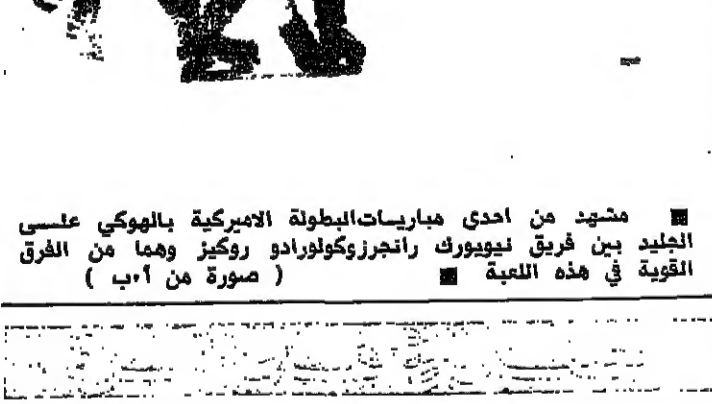 ■ مشهد من احدى مباريات البطولة الاميركية بالهوكي علسى
الجليد بين فريق نيويورك رانجرز وكولورادو روكيز وهما من الفرق
القوية في هذه اللعبة ■ ( صورة من أ.ب )